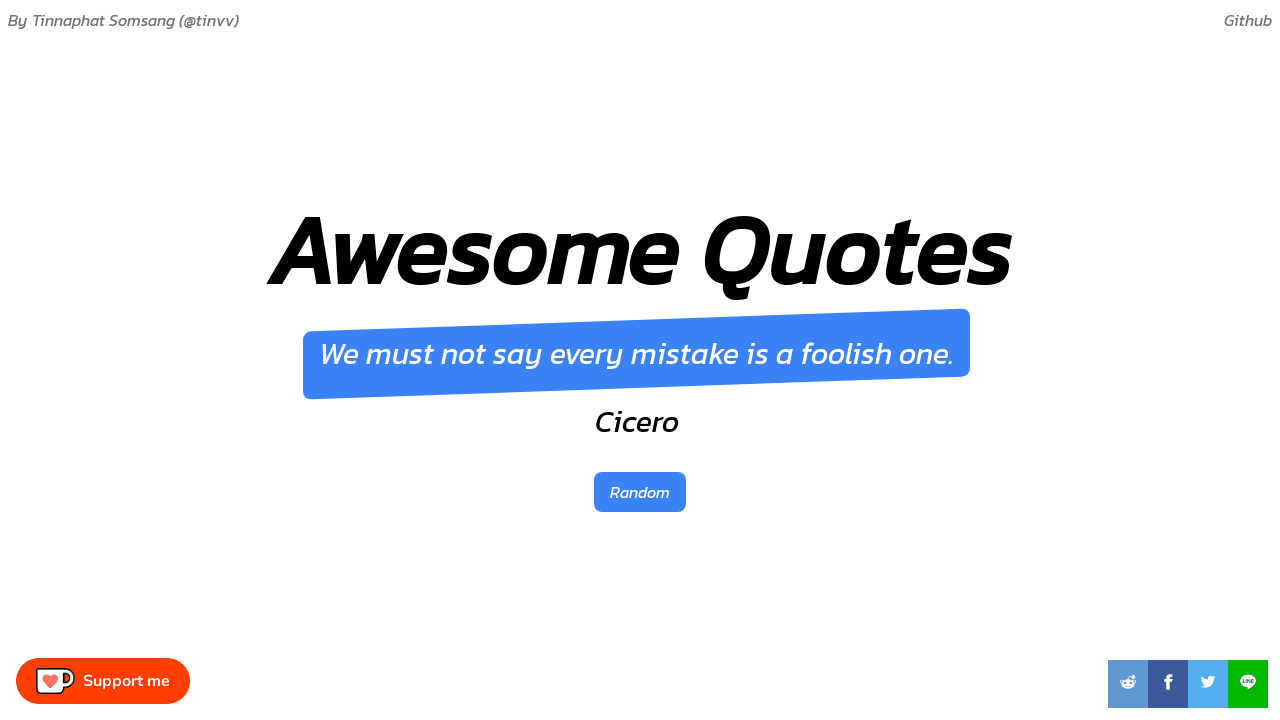 By Tinnaphat Somsang (@tinvv)
Github
Awesome Quotes
We must not say every mistake is a foolish one.
Cicero
Random
Support me
LINE